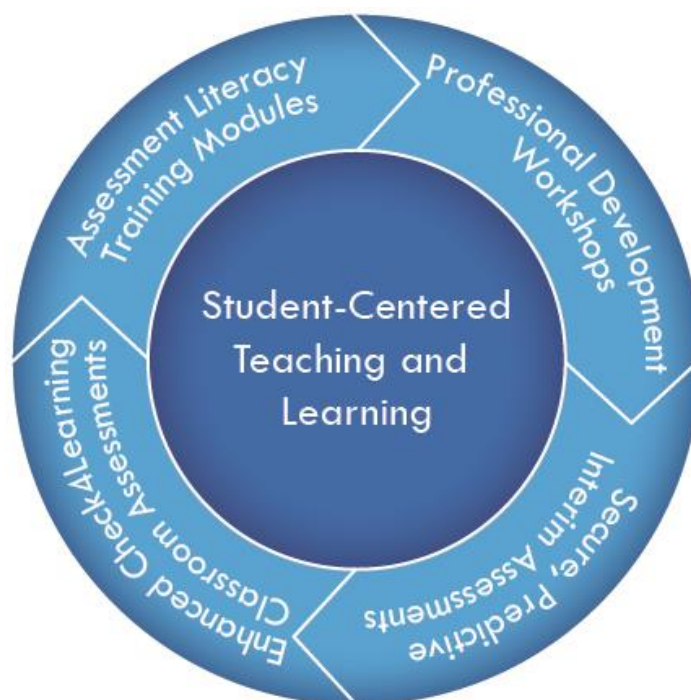 Assessment Literacy
Training Modules
Professional Development
Workshops
Secure, Predictive
Interim Assessments
Enhanced Check4Learning
Classroom Assessments
Student-Centered
Teaching and
Learning